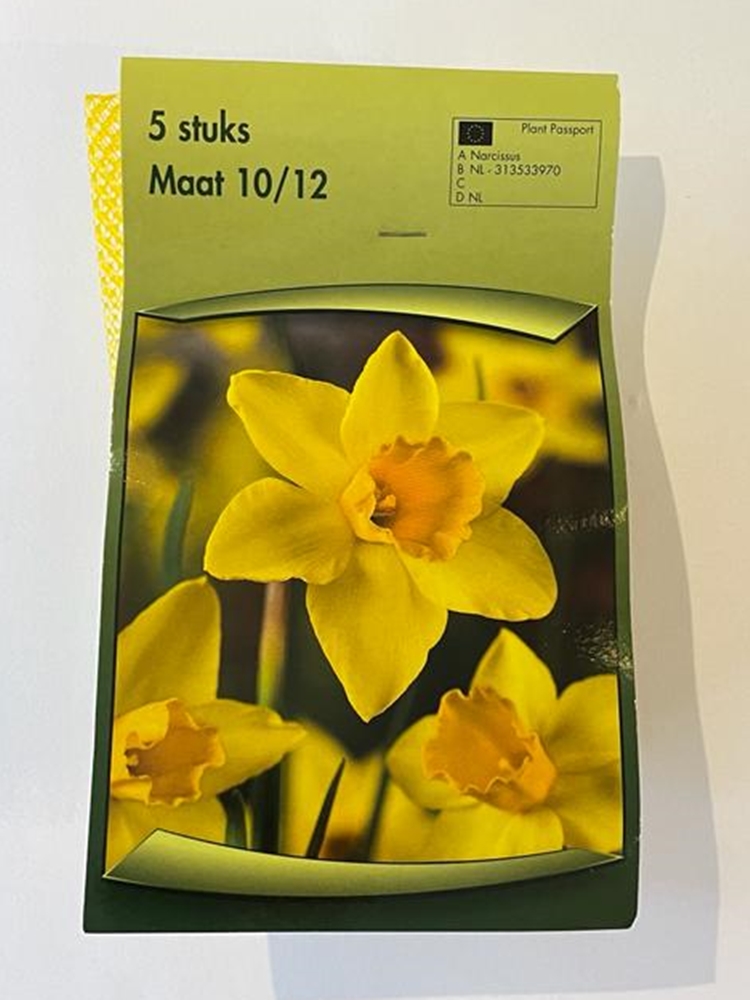 5 stuks
Maat 10/12
Plant Passport
A Narcissus
B NL - 313533970
C
D NL